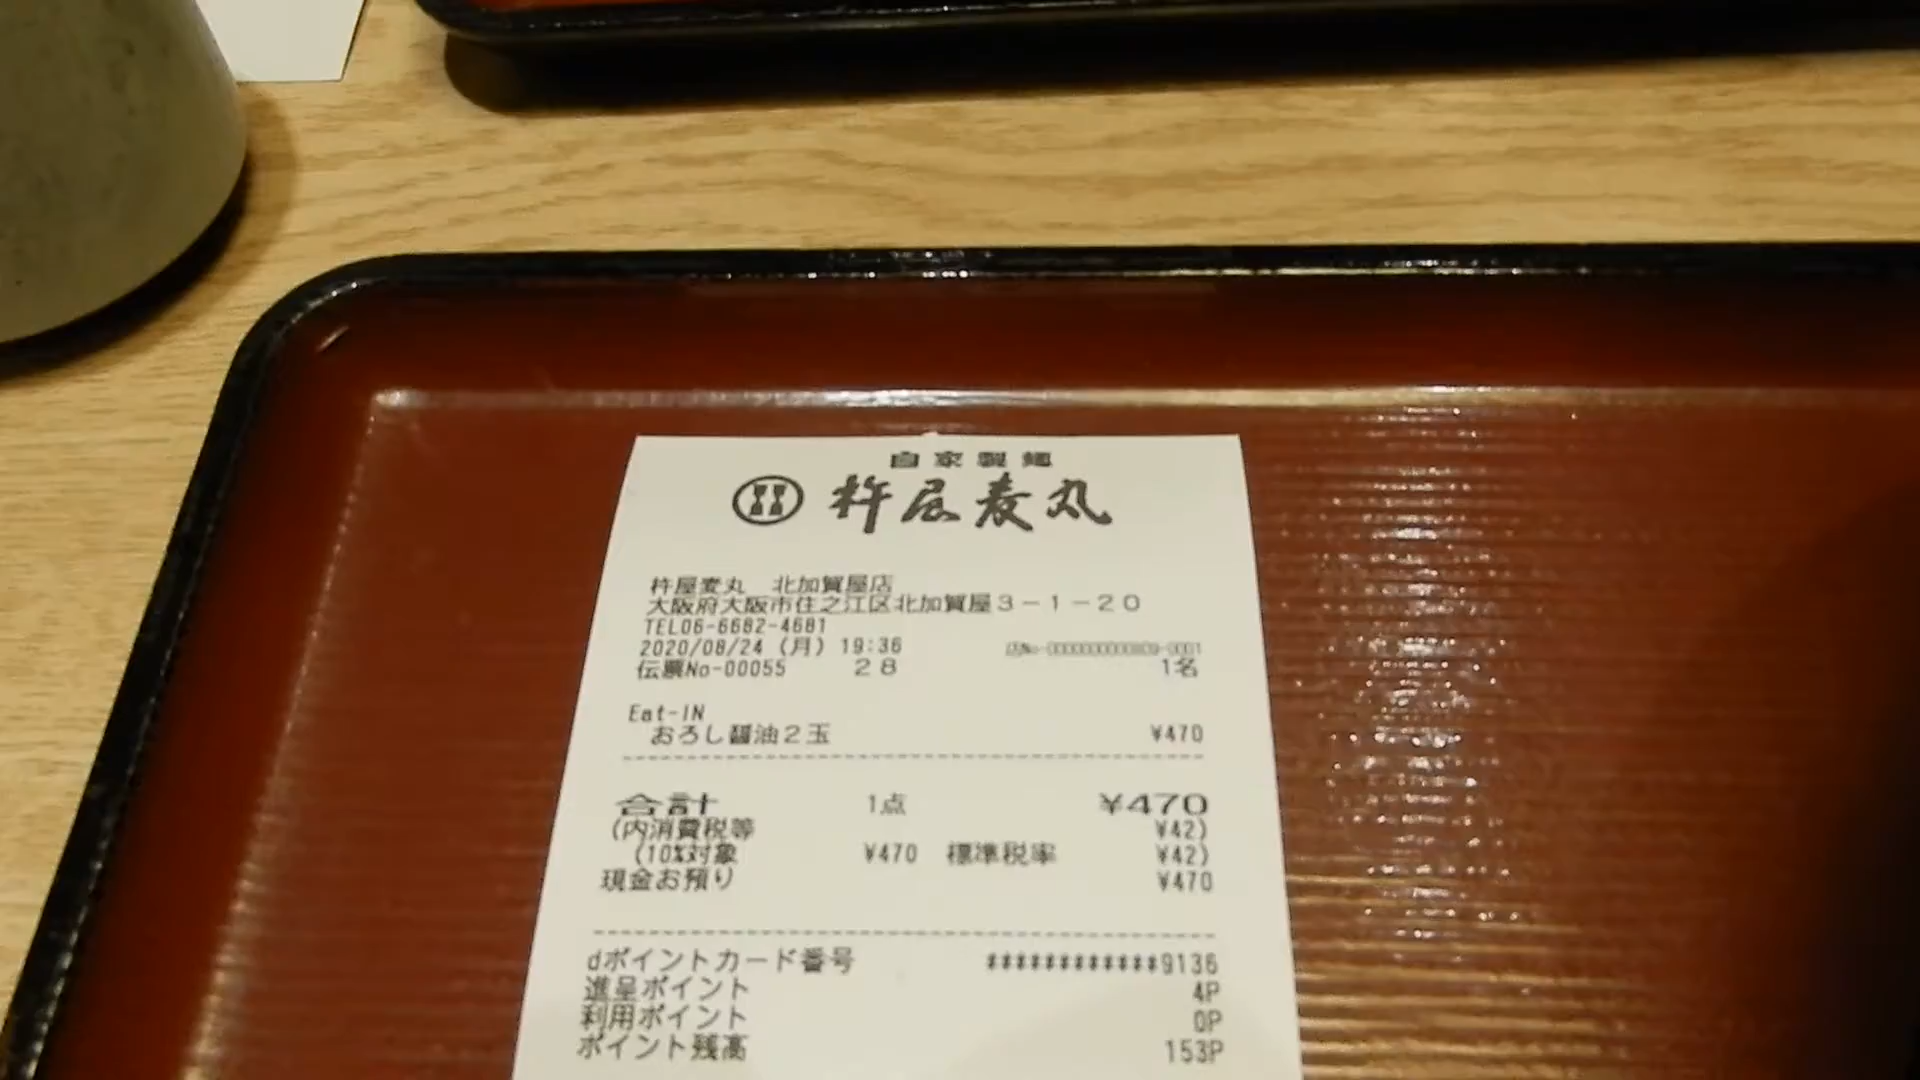 自家製麺
杵屋麦丸
杵屋麦丸 北加賀屋店
大阪府大阪市住之江区北加賀屋3-1-20
TEL06-6682-4681
2020/08/24 (月) 19:36
伝票No-00055 28 1名
Eat-IN
おろし醤油2玉 ¥470
合計 1点 ¥470
(内消費税等 ¥42)
(10%対象 ¥470 標準税率 ¥42)
現金お預り ¥470
dポイントカード番号 ************9136
進呈ポイント 4P
利用ポイント 0P
ポイント残高 153P